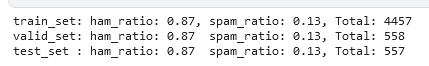 train_set: ham_ratio: 0.87, spam_ratio: 0.13, Total: 4457
valid_set: ham_ratio: 0.87  spam_ratio: 0.13, Total: 558
test_set : ham_ratio: 0.87  spam_ratio: 0.13, Total: 557